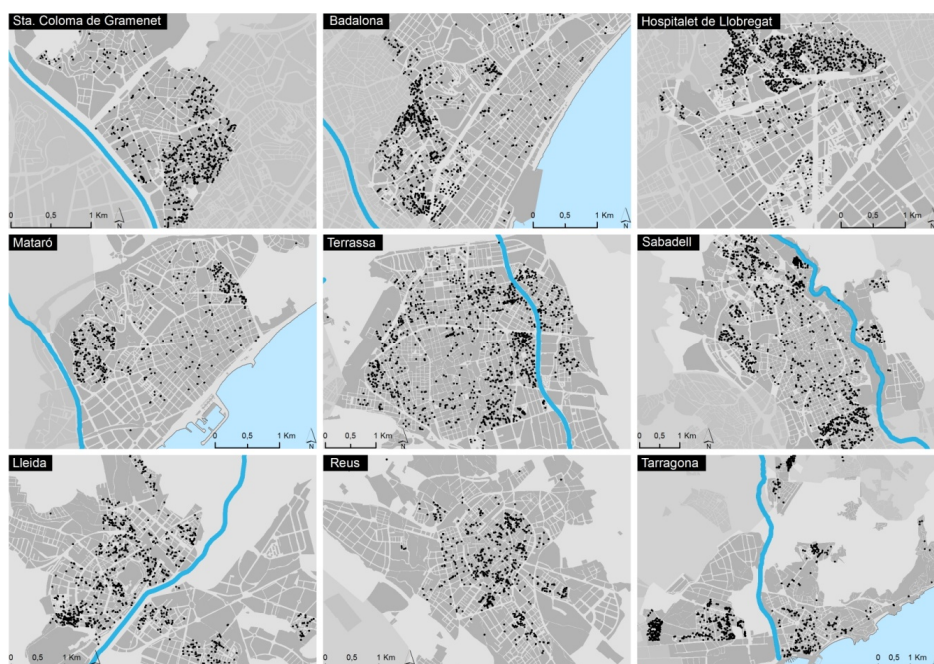 Sta. Coloma de Gramenet
0 0,5 1 Km N
Badalona
0 0,5 1 Km N
Hospitalet de Llobregat
0 0,5 1 Km N
Mataró
0 0,5 1 Km N
Terrassa
0 0,5 1 Km N
Sabadell
0 0,5 1 Km N
Lleida
0 0,5 1 Km N
Reus
0 0,5 1 Km N
Tarragona
0 0,5 1 Km N